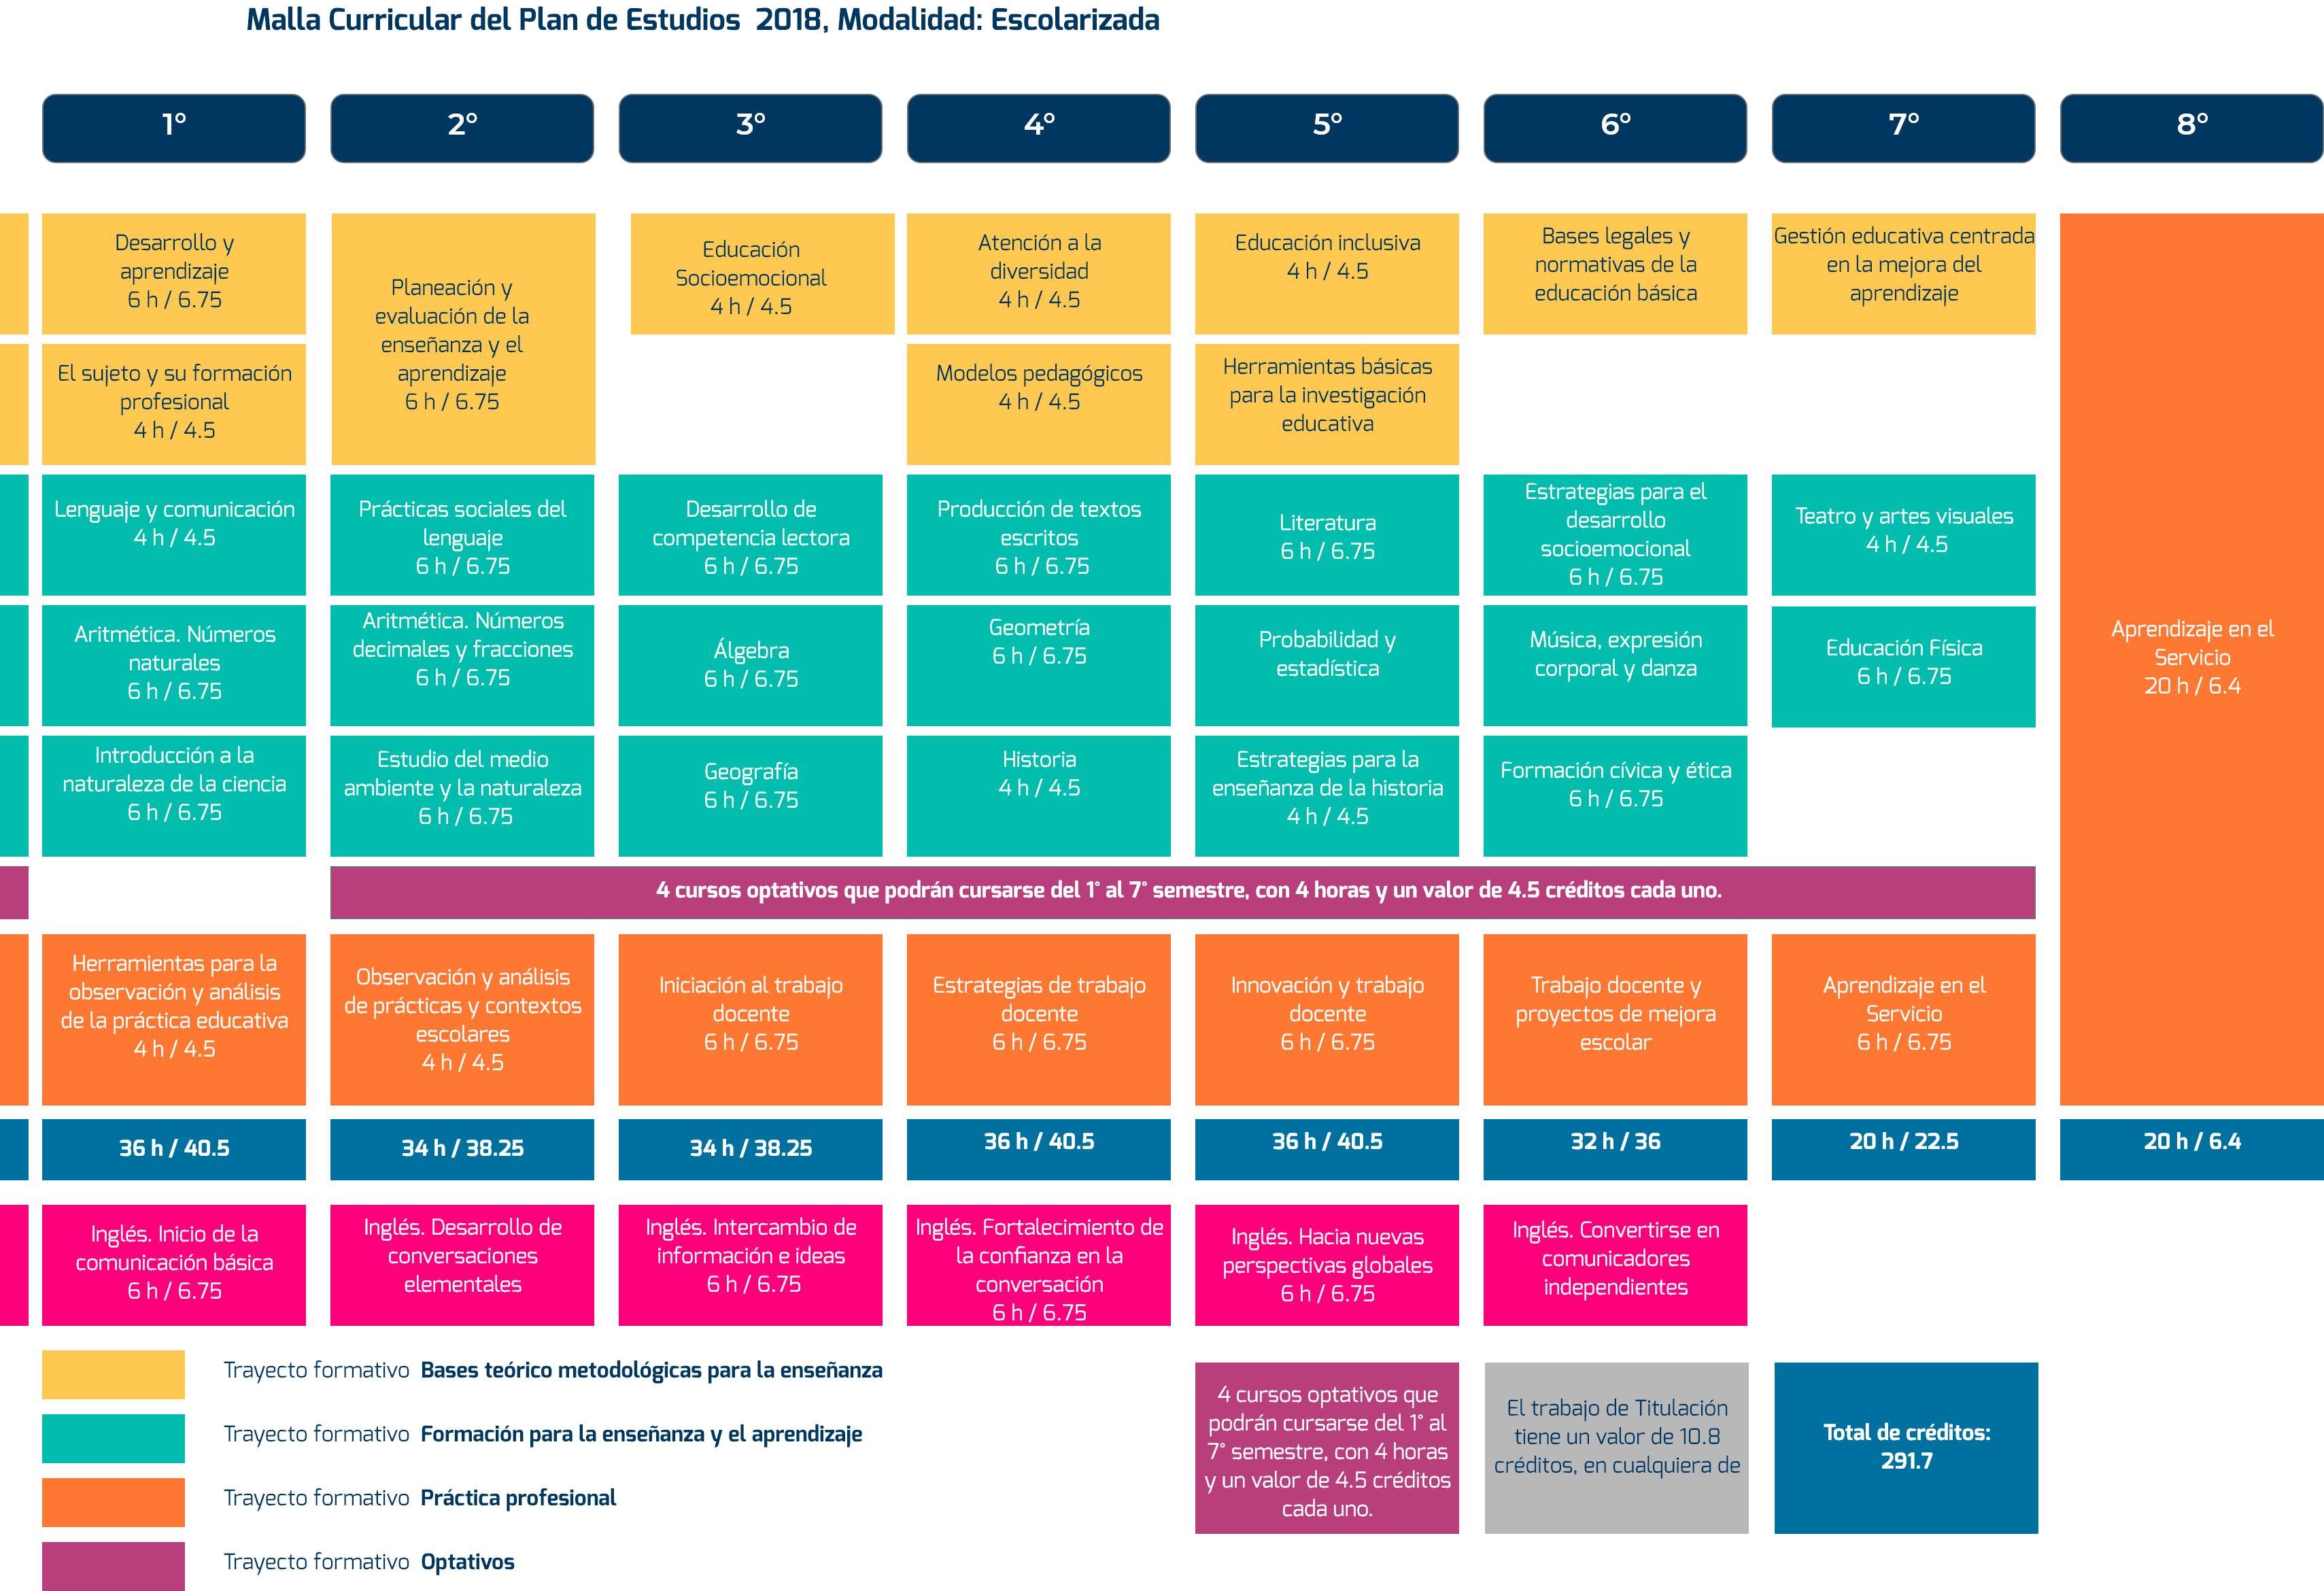 Malla Curricular del Plan de Estudios 2018, Modalidad: Escolarizada
1°
2°
3°
4°
5°
6°
7°
8°
Desarrollo y
aprendizaje
6 h / 6.75
Planeación y
evaluación de la
enseñanza y el
aprendizaje
6 h / 6.75
Educación
Socioemocional
4 h / 4.5
Atención a la
diversidad
4 h / 4.5
Educación inclusiva
4 h / 4.5
Bases legales y
normativas de la
educación básica
Gestión educativa centrada
en la mejora del
aprendizaje
El sujeto y su formación
profesional
4 h / 4.5
Modelos pedagógicos
4 h / 4.5
Herramientas básicas
para la investigación
educativa
Lenguaje y comunicación
4 h / 4.5
Prácticas sociales del
lenguaje
6 h / 6.75
Desarrollo de
competencia lectora
6 h / 6.75
Producción de textos
escritos
6 h / 6.75
Literatura
6 h / 6.75
Estrategias para el
desarrollo
socioemocional
6 h / 6.75
Teatro y artes visuales
4 h / 4.5
Aritmética. Números
naturales
6 h / 6.75
Aritmética. Números
decimales y fracciones
6 h / 6.75
Álgebra
6 h / 6.75
Geometría
6 h / 6.75
Probabilidad y
estadística
Música, expresión
corporal y danza
Educación Física
6 h / 6.75
Aprendizaje en el
Servicio
20 h / 6.4
Introducción a la
naturaleza de la ciencia
6 h / 6.75
Estudio del medio
ambiente y la naturaleza
6 h / 6.75
Geografía
6 h / 6.75
Historia
4 h / 4.5
Estrategias para la
enseñanza de la historia
4 h / 4.5
Formación cívica y ética
6 h / 6.75
4 cursos optativos que podrán cursarse del 1° al 7° semestre, con 4 horas y un valor de 4.5 créditos cada uno.
Herramientas para la
observación y análisis
de la práctica educativa
4 h / 4.5
Observación y análisis
de prácticas y contextos
escolares
4 h / 4.5
Iniciación al trabajo
docente
6 h / 6.75
Estrategias de trabajo
docente
6 h / 6.75
Innovación y trabajo
docente
6 h / 6.75
Trabajo docente y
proyectos de mejora
escolar
Aprendizaje en el
Servicio
6 h / 6.75
36 h / 40.5
34 h / 38.25
34 h / 38.25
36 h / 40.5
36 h / 40.5
32 h / 36
20 h / 22.5
20 h / 6.4
Inglés. Inicio de la
comunicación básica
6 h / 6.75
Inglés. Desarrollo de
conversaciones
elementales
Inglés. Intercambio de
información e ideas
6 h / 6.75
Inglés. Fortalecimiento de
la confianza en la
conversación
6 h / 6.75
Inglés. Hacia nuevas
perspectivas globales
6 h / 6.75
Inglés. Convertirse en
comunicadores
independientes
Trayecto formativo Bases teórico metodológicas para la enseñanza
Trayecto formativo Formación para la enseñanza y el aprendizaje
Trayecto formativo Práctica profesional
Trayecto formativo Optativos
4 cursos optativos que
podrán cursarse del 1° al
7° semestre, con 4 horas
y un valor de 4.5 créditos
cada uno.
El trabajo de Titulación
tiene un valor de 10.8
créditos, en cualquiera de
Total de créditos:
291.7